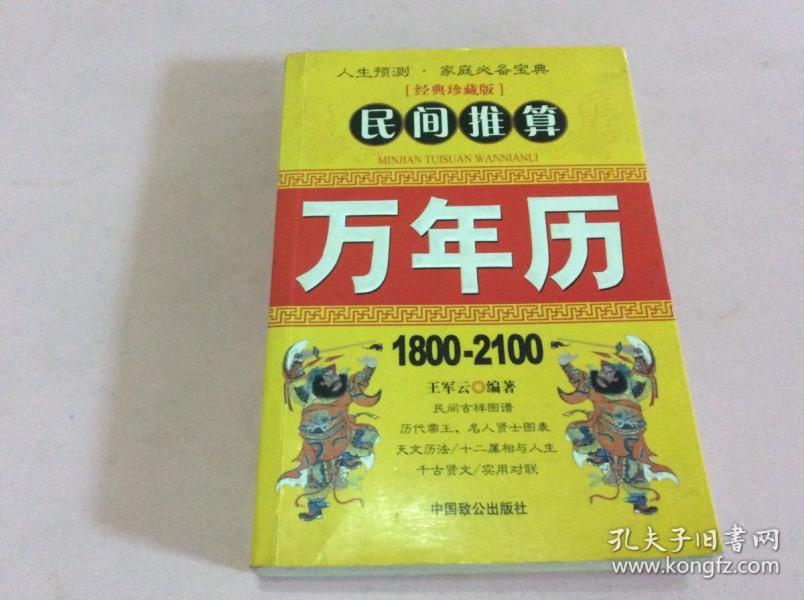 人生预测·家庭必备宝典
[经典珍藏版]
民间推算
MINJIAN TUISUAN WANNIANLI
万年历
1800-2100
王军云◎编著
民间吉祥图谱
历代帝王、名人贤士图表
天文历法/十二属相与人生
千古贤文/实用对联
中国致公出版社
孔夫子旧书网
www.kongfz.com